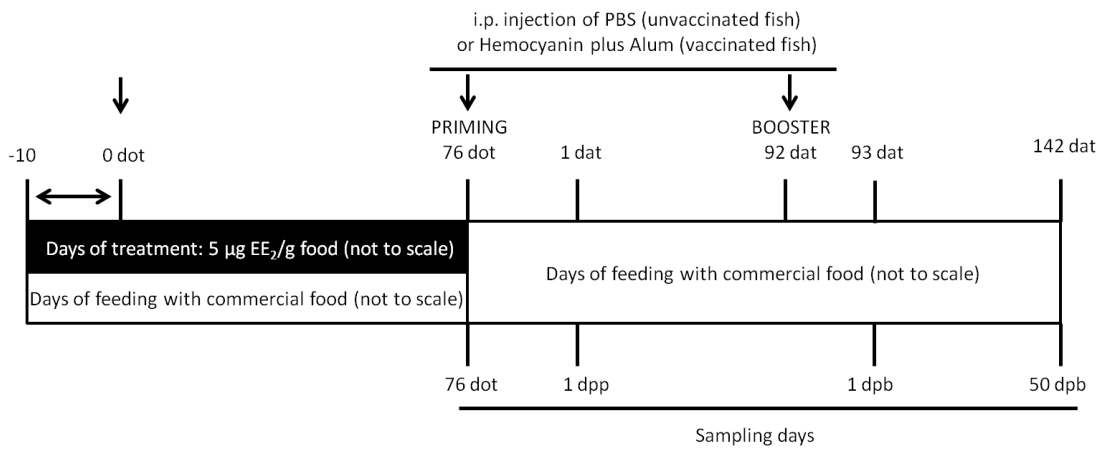 i.p. injection of PBS (unvaccinated fish)
or Hemocyanin plus Alum (vaccinated fish)
PRIMING
BOOSTER
-10
0 dot
76 dot
1 dat
92 dat
93 dat
142 dat
Days of treatment: 5 µg EE₂/g food (not to scale)
Days of feeding with commercial food (not to scale)
Days of feeding with commercial food (not to scale)
76 dot
1 dpp
1 dpb
50 dpb
Sampling days